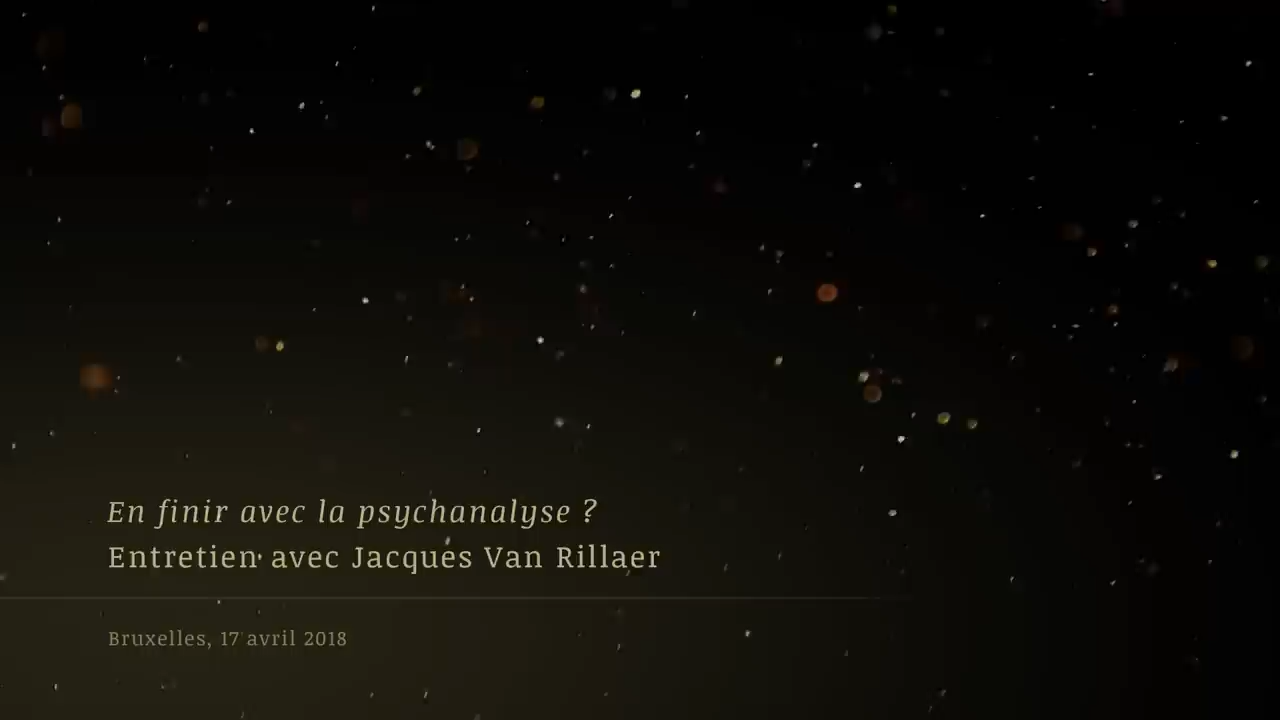 En finir avec la psychanalyse ?
Entretien avec Jacques Van Rillaer
Bruxelles, 17 avril 2018